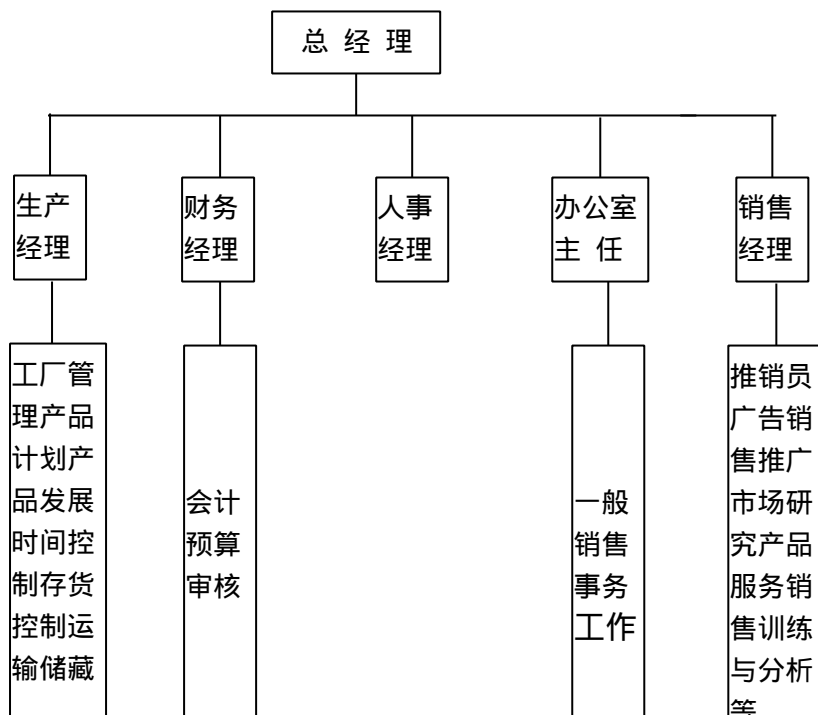 总 经 理
生产
经理
财务
经理
人事
经理
办公室
主 任
销售
经理
工厂管
理产品
计划产
品发展
时间控
制存货
控制运
输储藏
会计
预算
审核
一般
销售
事务
工作
推销员
广告销
售推广
市场研
究产品
服务销
售训练
与分析
等